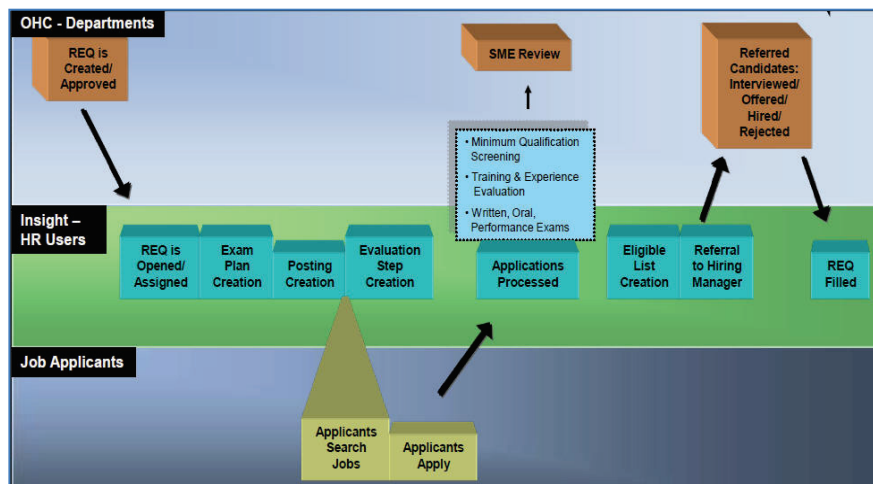 OHC - Departments
REQ is
Created/
Approved
SME Review
Referred
Candidates:
Interviewed/
Offered/
Hired/
Rejected
• Minimum Qualification
Screening
• Training & Experience
Evaluation
• Written, Oral,
Performance Exams
Insight –
HR Users
REQ is
Opened/
Assigned
Exam
Plan
Creation
Posting
Creation
Evaluation
Step
Creation
Applications
Processed
Eligible
List
Creation
Referral
to Hiring
Manager
REQ
Filled
Job Applicants
Applicants
Search
Jobs
Applicants
Apply